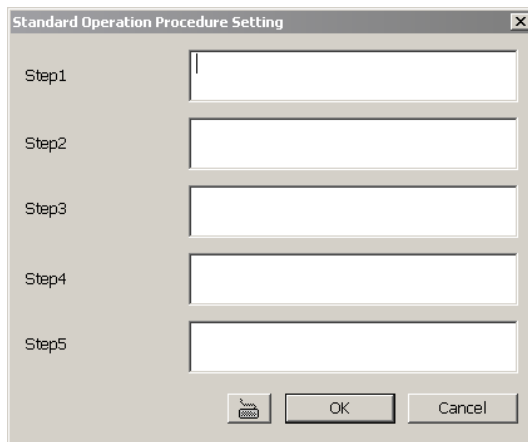 Standard Operation Procedure Setting
Step1
Step2
Step3
Step4
Step5
OK Cancel